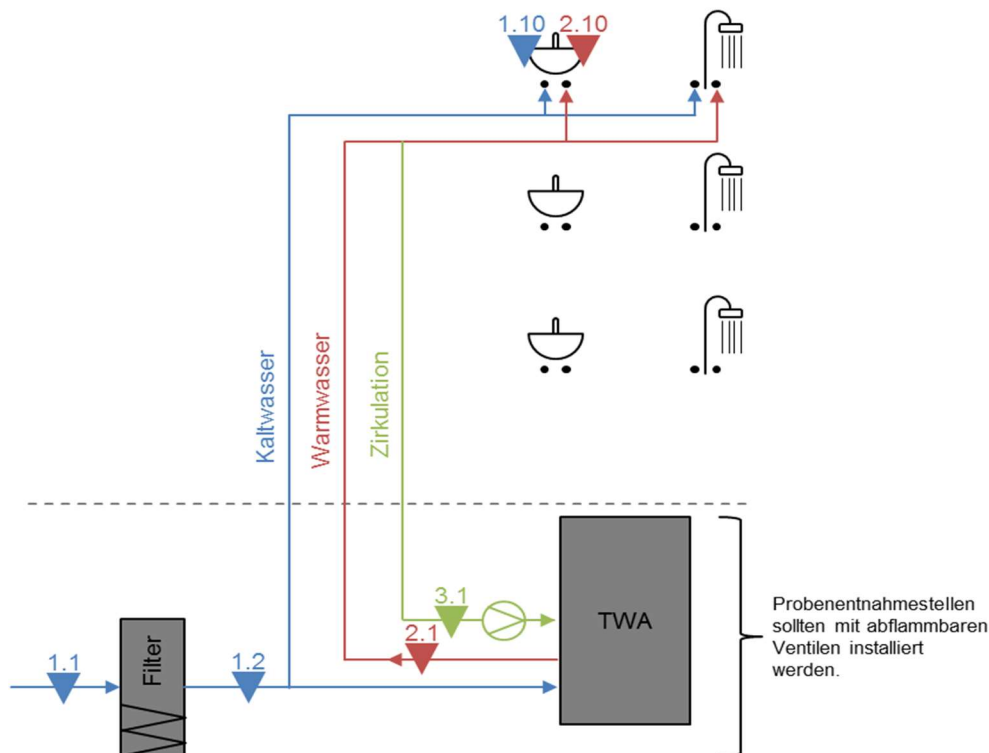 1.10 2.10
Kaltwasser
Warmwasser
Zirkulation
3.1
2.1
TWA
1.1
Filter
1.2
Probenentnahmestellen
sollten mit abflammbaren
Ventilen installiert
werden.